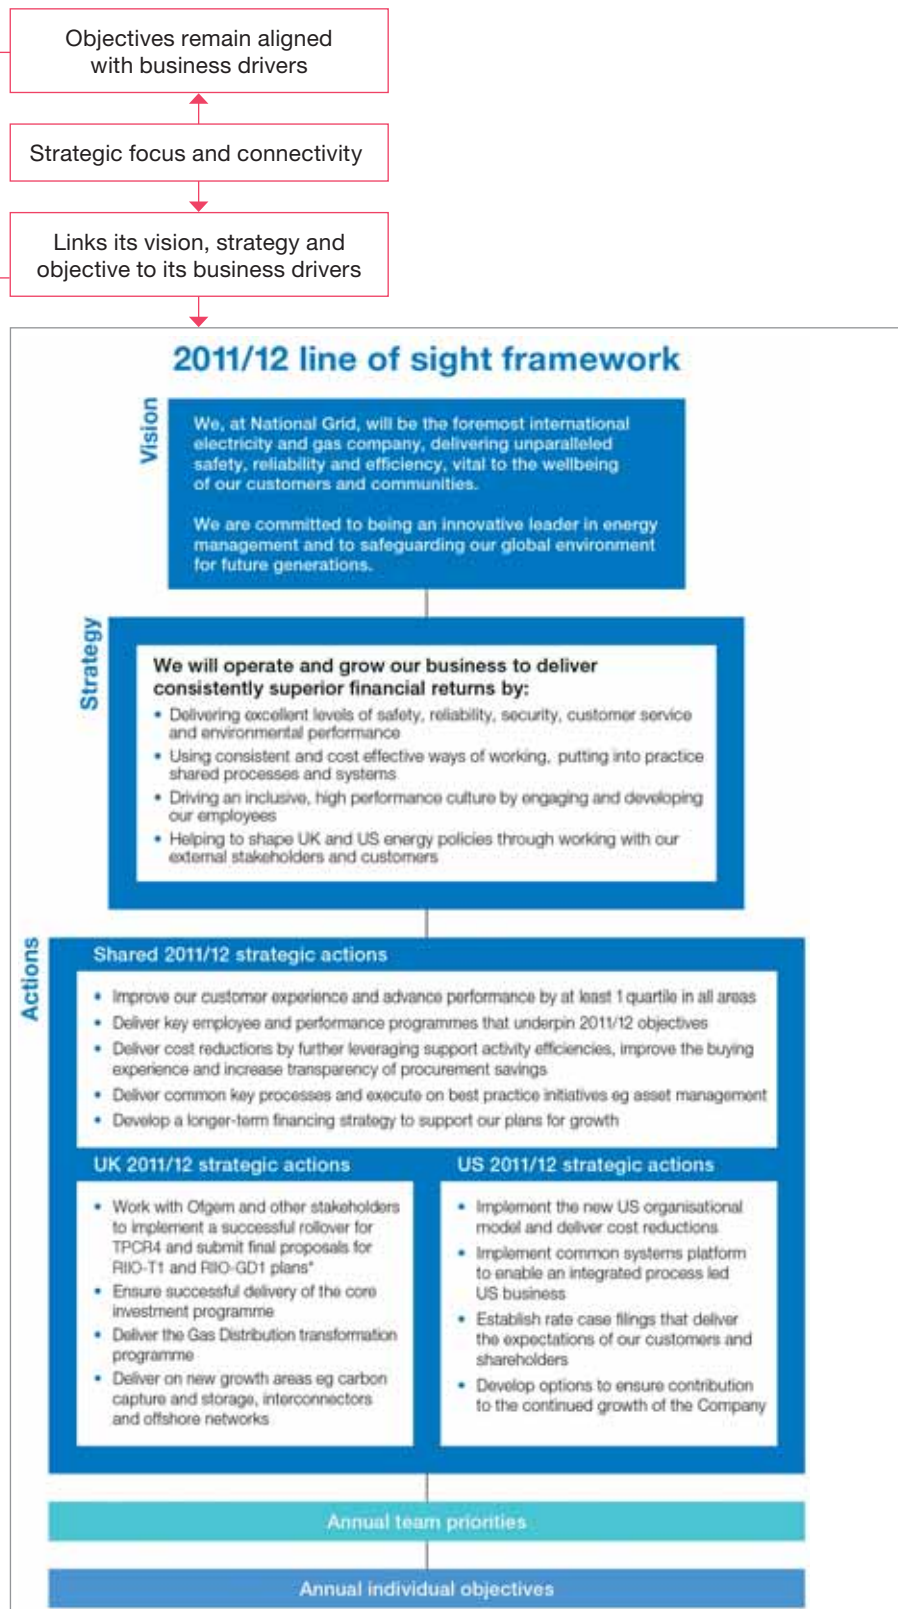 Objectives remain aligned
with business drivers
Strategic focus and connectivity
Links its vision, strategy and
objective to its business drivers
2011/12 line of sight framework
Vision
We, at National Grid, will be the foremost international
electricity and gas company, delivering unparalleled
safety, reliability and efficiency, vital to the wellbeing
of our customers and communities.
We are committed to being an innovative leader in energy
management and to safeguarding our global environment
for future generations.
Strategy
We will operate and grow our business to deliver
consistently superior financial returns by:
• Delivering excellent levels of safety, reliability, security, customer service
and environmental performance
• Using consistent and cost effective ways of working, putting into practice
shared processes and systems
• Driving an inclusive, high performance culture by engaging and developing
our employees
• Helping to shape UK and US energy policies through working with our
external stakeholders and customers
Actions
Shared 2011/12 strategic actions
• Improve our customer experience and advance performance by at least 1 quartile in all areas
• Deliver key employee and performance programmes that underpin 2011/12 objectives
• Deliver cost reductions by further leveraging support activity efficiencies, improve the buying
experience and increase transparency of procurement savings
• Deliver common key processes and execute on best practice initiatives eg asset management
• Develop a longer-term financing strategy to support our plans for growth
UK 2011/12 strategic actions
• Work with Ofgem and other stakeholders
to implement a successful rollover for
TPCR4 and submit final proposals for
RIIO-T1 and RIIO-GD1 plans*
• Ensure successful delivery of the core
investment programme
• Deliver the Gas Distribution transformation
programme
• Deliver on new growth areas eg carbon
capture and storage, interconnectors
and offshore networks
US 2011/12 strategic actions
• Implement the new US organisational
model and deliver cost reductions
• Implement common systems platform
to enable an integrated process led
US business
• Establish rate case filings that deliver
the expectations of our customers and
shareholders
• Develop options to ensure contribution
to the continued growth of the Company
Annual team priorities
Annual individual objectives